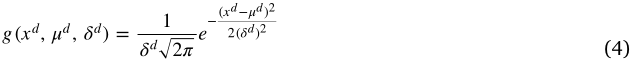 g(x^d, μ^d, δ^d) = \frac{1}{δ^d\sqrt{2π}} e^{-\frac{(x^d-μ^d)^2}{2(δ^d)^2}} (4)